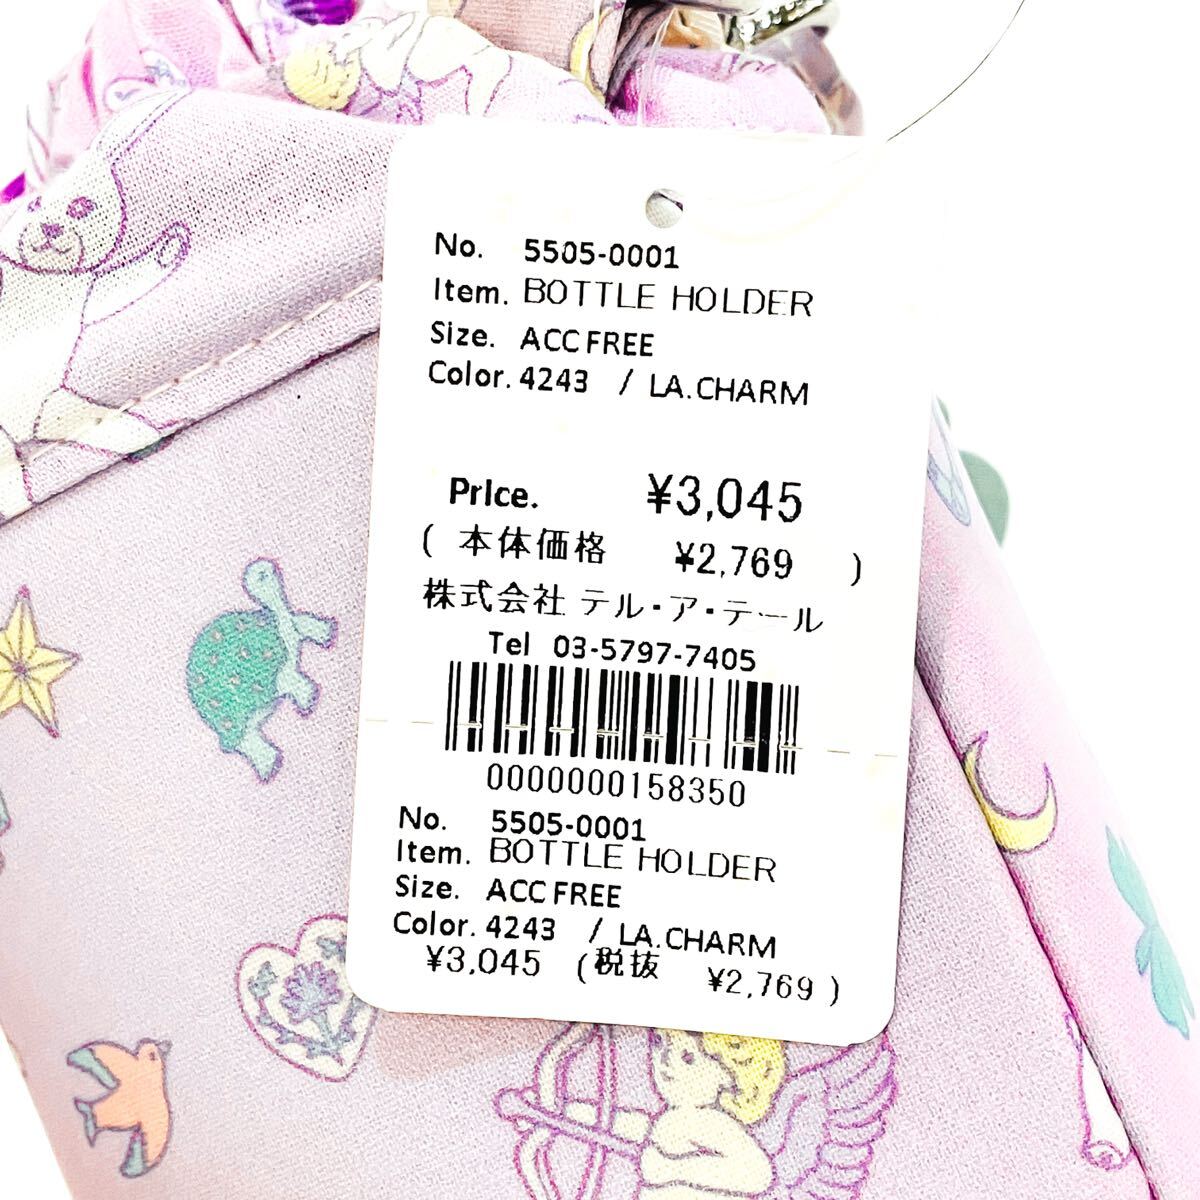 No. 5505-0001
Item. BOTTLE HOLDER
Size. ACC FREE
Color. 4243 / LA.CHARM
Price. ¥3,045
( 本体価格 ¥2,769 )
株式会社 テル・ア・テール
Tel 03-5797-7405
0000000158350
No. 5505-0001
Item. BOTTLE HOLDER
Size. ACC FREE
Color. 4243 / LA.CHARM
¥3,045 (税抜 ¥2,769 )